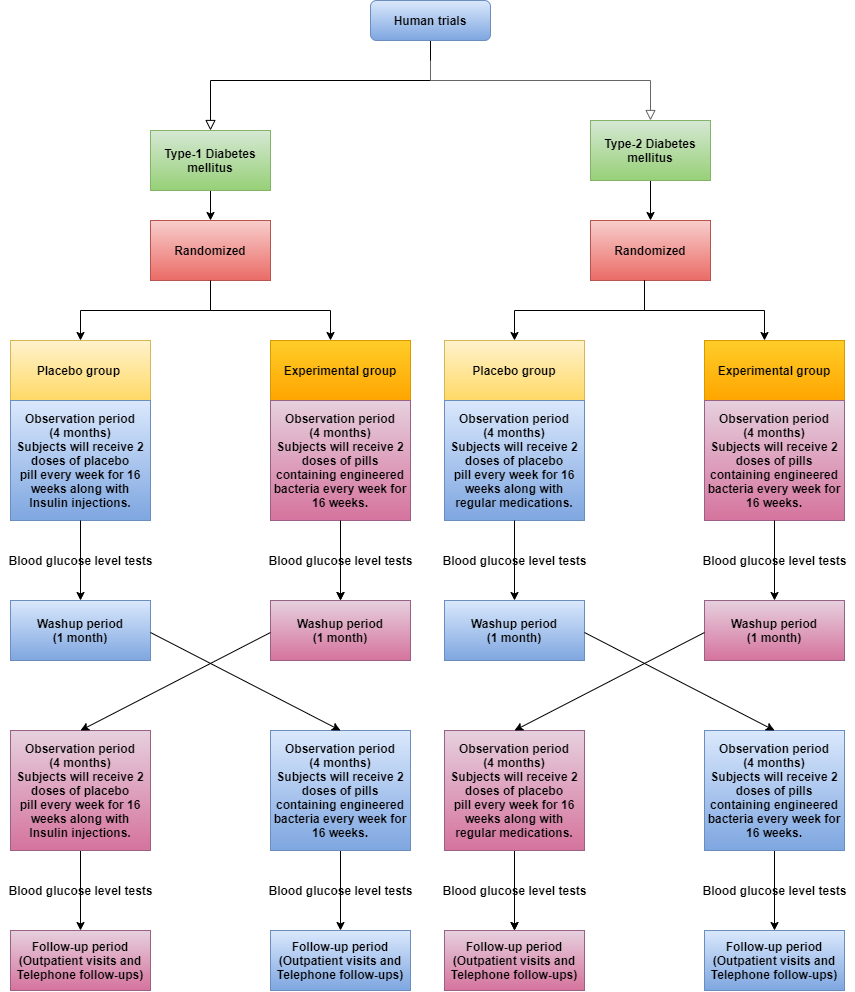 Human trials
Type-1 Diabetes
mellitus
Type-2 Diabetes
mellitus
Randomized
Randomized
Placebo group
Experimental group
Placebo group
Experimental group
Observation period
(4 months)
Subjects will receive 2
doses of placebo
pill every week for 16
weeks along with
Insulin injections.
Observation period
(4 months)
Subjects will receive 2
doses of pills
containing engineered
bacteria every week for
16 weeks.
Observation period
(4 months)
Subjects will receive 2
doses of placebo
pill every week for 16
weeks along with
regular medications.
Observation period
(4 months)
Subjects will receive 2
doses of pills
containing engineered
bacteria every week for
16 weeks.
Blood glucose level tests
Blood glucose level tests
Blood glucose level tests
Blood glucose level tests
Washup period
(1 month)
Washup period
(1 month)
Washup period
(1 month)
Washup period
(1 month)
Observation period
(4 months)
Subjects will receive 2
doses of placebo
pill every week for 16
weeks along with
Insulin injections.
Observation period
(4 months)
Subjects will receive 2
doses of pills
containing engineered
bacteria every week for
16 weeks.
Observation period
(4 months)
Subjects will receive 2
doses of placebo
pill every week for 16
weeks along with
regular medications.
Observation period
(4 months)
Subjects will receive 2
doses of pills
containing engineered
bacteria every week for
16 weeks.
Blood glucose level tests
Blood glucose level tests
Blood glucose level tests
Blood glucose level tests
Follow-up period
(Outpatient visits and
Telephone follow-ups)
Follow-up period
(Outpatient visits and
Telephone follow-ups)
Follow-up period
(Outpatient visits and
Telephone follow-ups)
Follow-up period
(Outpatient visits and
Telephone follow-ups)